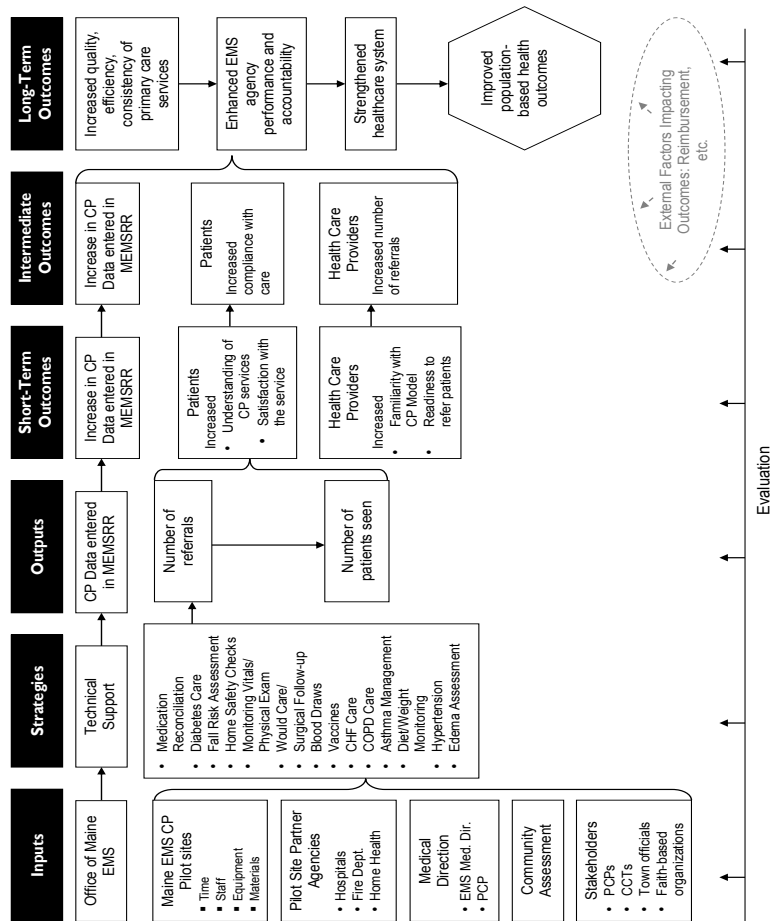 Inputs
Strategies
Outputs
Short-Term
Outcomes
Intermediate
Outcomes
Long-Term
Outcomes
Office of Maine
EMS
Technical
Support
CP Data entered
in MEMSRR
Increase in CP
Data entered in
MEMSRR
Increase in CP
Data entered in
MEMSRR
Increased quality,
efficiency,
consistency of
primary care
services
Maine EMS CP
Pilot sites
▪ Time
▪ Staff
▪ Equipment
▪ Materials
Pilot Site Partner
Agencies
• Hospitals
• Fire Dept.
• Home Health
Medical
Direction
• EMS Med. Dir.
• PCP
Community
Assessment
Stakeholders
• PCPs
• CCTs
• Town officials
• Faith-based
organizations
• Medication
Reconciliation
• Diabetes Care
• Fall Risk Assessment
• Home Safety Checks
• Monitoring Vitals/
Physical Exam
• Would Care/
• Surgical Follow-up
• Blood Draws
• Vaccines
• CHF Care
• COPD Care
• Asthma Management
• Diet/Weight
Monitoring
• Hypertension
• Edema Assessment
Number of
referrals
Number of
patients seen
Patients
Increased
• Understanding of
CP services
• Satisfaction with
the service
Health Care
Providers
Increased
• Familiarity with
CP Model
• Readiness to
refer patients
Patients
Increased
compliance with
care
Health Care
Providers
Increased number
of referrals
Enhanced EMS
agency
performance and
accountability
Strengthened
healthcare system
Improved
population-
based health
outcomes
External Factors Impacting
Outcomes: Reimbursement,
etc.
Evaluation